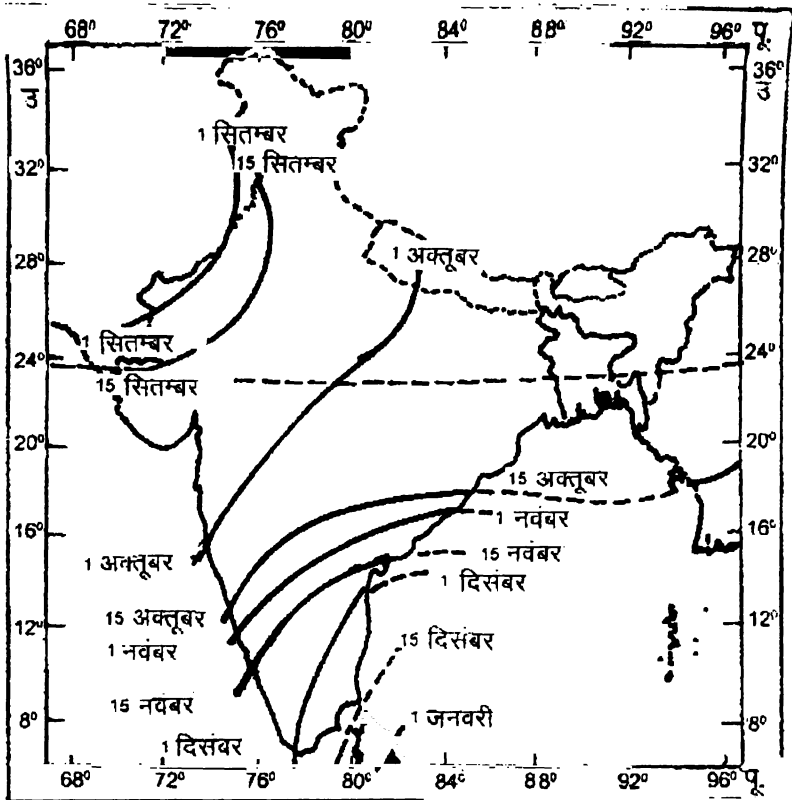 68° 72° 76° 80° 84° 88° 92° 96° पू.
36° 36°
उ उ
1 सितम्बर
15 सितम्बर
32° 32°
1 अक्तूबर
28° 28°
1 सितम्बर
24° 24°
15 सितम्बर
20° 20°
15 अक्तूबर
1 नवंबर
16° 16°
15 नवंबर
1 अक्तूबर
1 दिसंबर
15 अक्तूबर
12° 12°
15 दिसंबर
1 नवंबर
15 नवंबर
1 जनवरी
8° 8°
1 दिसंबर
68° 72° 76° 80° 84° 88° 92° 96° पू.